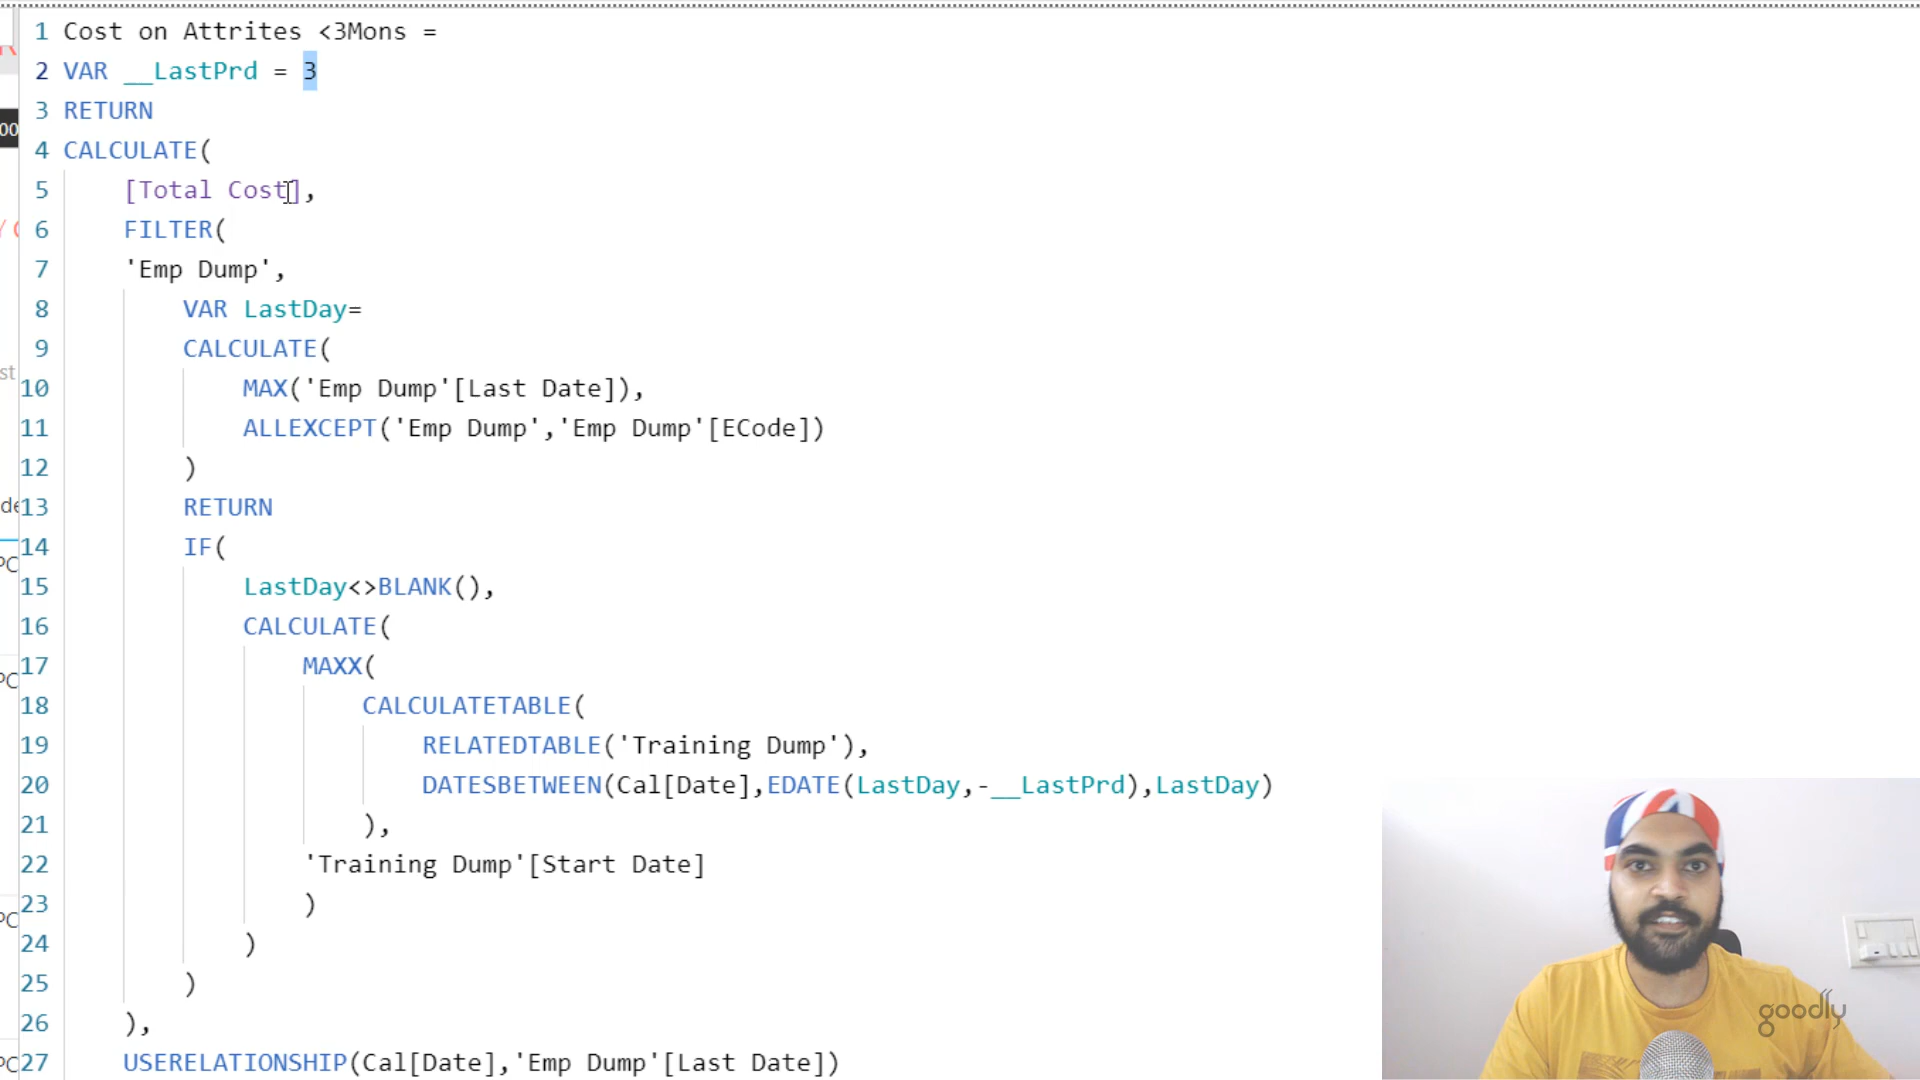 1 Cost on Attrites <3Mons =
2 VAR __LastPrd = 3
3 RETURN
4 CALCULATE(
5 [Total Cost],
6 FILTER(
7 'Emp Dump',
8 VAR LastDay=
9 CALCULATE(
10 MAX('Emp Dump'[Last Date]),
11 ALLEXCEPT('Emp Dump','Emp Dump'[ECode])
12 )
13 RETURN
14 IF(
15 LastDay<>BLANK(),
16 CALCULATE(
17 MAXX(
18 CALCULATETABLE(
19 RELATEDTABLE('Training Dump'),
20 DATESBETWEEN(Cal[Date],EDATE(LastDay,-__LastPrd),LastDay)
21 ),
22 'Training Dump'[Start Date]
23 )
24 )
25 )
26 ),
27 USERELATIONSHIP(Cal[Date],'Emp Dump'[Last Date])
goodly